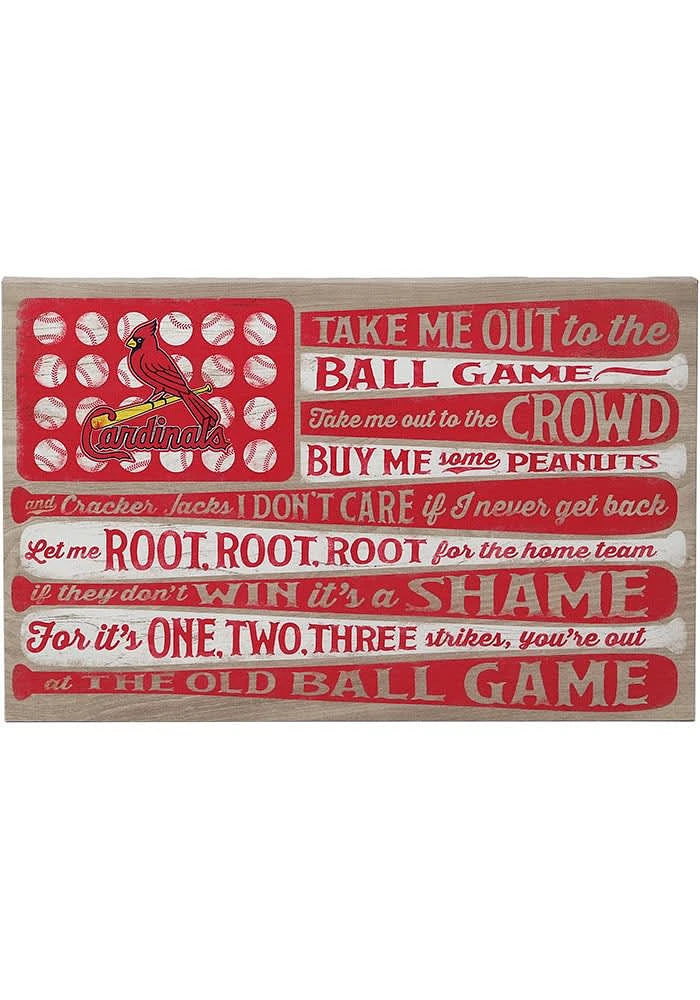 Cardinals
TAKE ME OUT to the
BALL GAME
Take me out to the CROWD
BUY ME some PEANUTS
and Cracker Jacks I DON'T CARE if I never get back
Let me ROOT, ROOT, ROOT for the home team
if they don't WIN it's a SHAME
For it's ONE, TWO, THREE strikes, you're out
at THE OLD BALL GAME